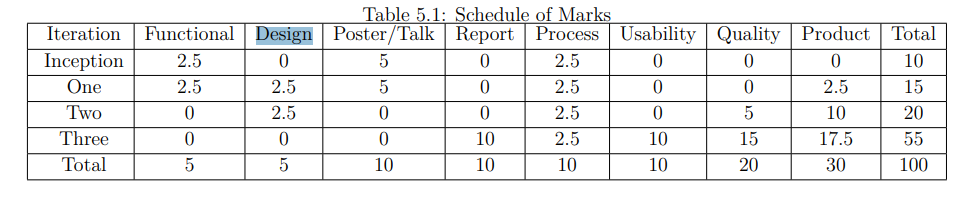 Table 5.1: Schedule of Marks
Iteration Functional Design Poster/Talk Report Process Usability Quality Product Total
Inception 2.5 0 5 0 2.5 0 0 0 10
One 2.5 2.5 5 0 2.5 0 0 2.5 15
Two 0 2.5 0 0 2.5 0 5 10 20
Three 0 0 0 10 2.5 10 15 17.5 55
Total 5 5 10 10 10 10 20 30 100